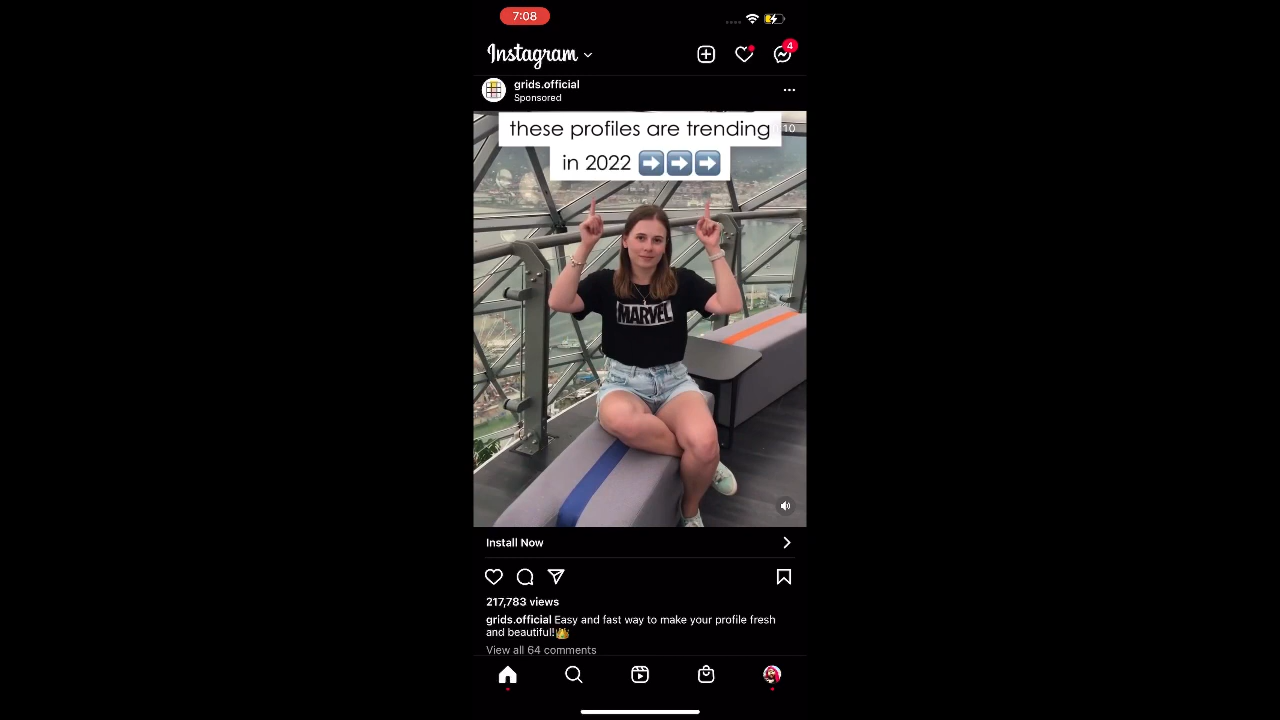 7:08
Instagram
4
grids.official
Sponsored
these profiles are trending
in 2022 ➡️➡️➡️
MARVEL
Install Now
217,783 views
grids.official Easy and fast way to make your profile fresh
and beautiful!👑
View all 64 comments